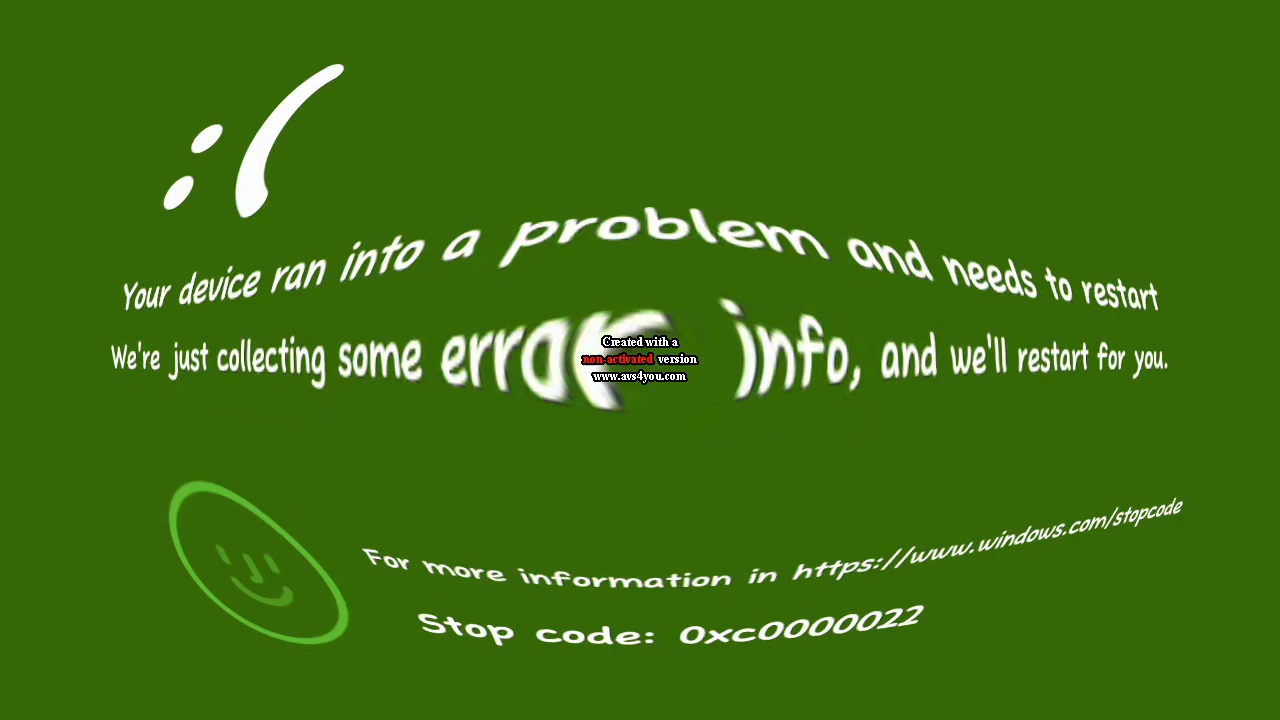 :(
Your device ran into a problem and needs to restart
We're just collecting some error info, and we'll restart for you.
Created with a
non-activated version
www.avs4you.com
For more information in https://www.windows.com/stopcode
Stop code: 0xc0000022